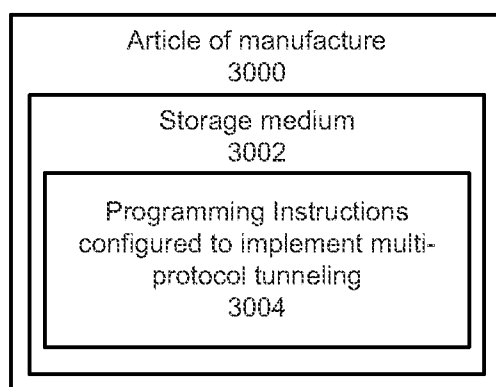 Article of manufacture
3000
Storage medium
3002
Programming Instructions
configured to implement multi-
protocol tunneling
3004